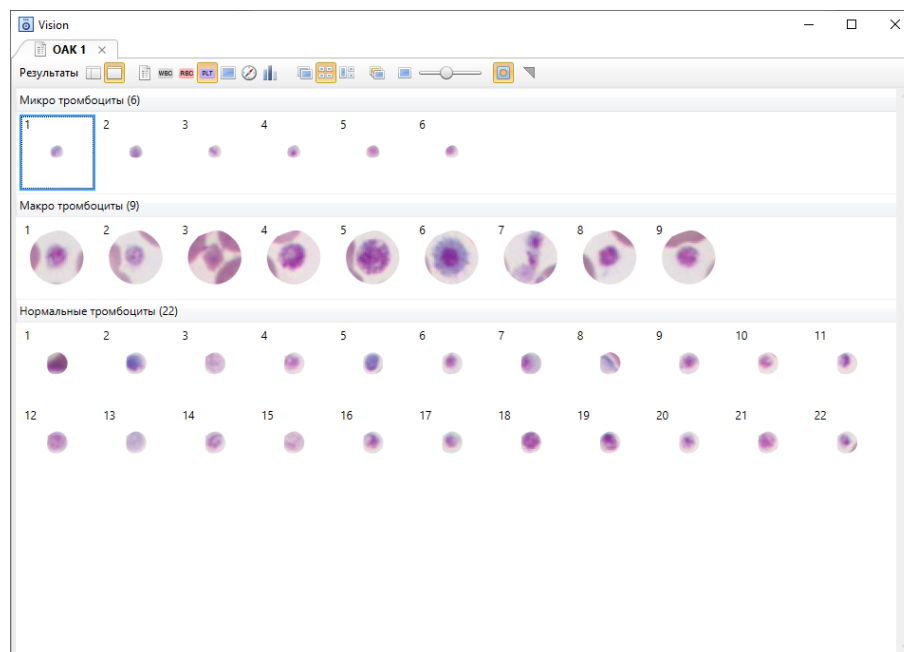 Vision
ОАК 1
Результаты WBC RBC PLT
Микро тромбоциты (6)
1 2 3 4 5 6
Макро тромбоциты (9)
1 2 3 4 5 6 7 8 9
Нормальные тромбоциты (22)
1 2 3 4 5 6 7 8 9 10 11
12 13 14 15 16 17 18 19 20 21 22